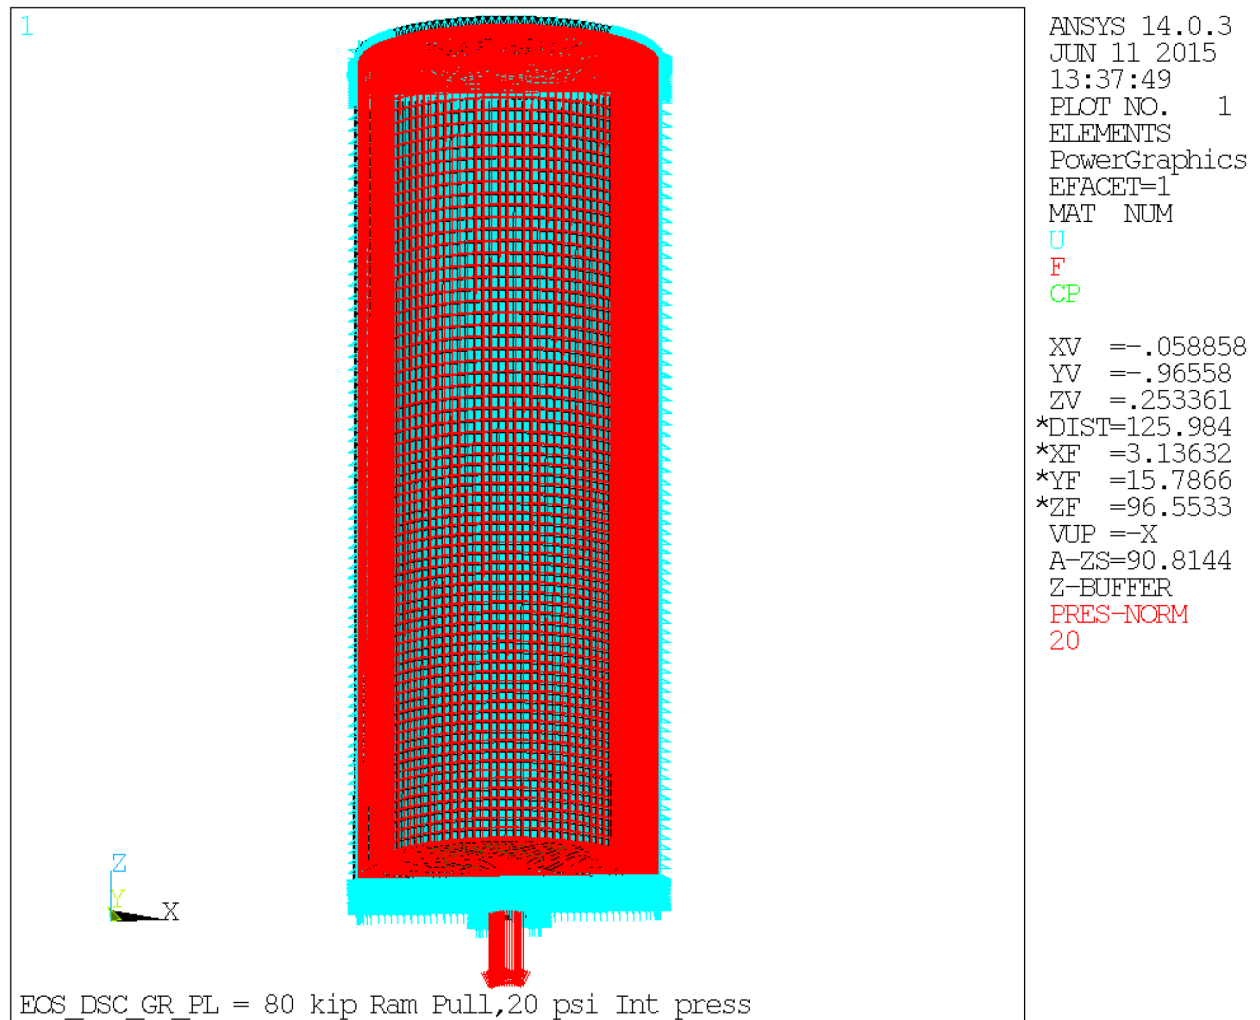 1
ANSYS 14.0.3
JUN 11 2015
13:37:49
PLOT NO.   1
ELEMENTS
PowerGraphics
EFACET=1
MAT  NUM
U
F
CP
XV  =-.058858
YV  =-.96558
ZV  =.253361
*DIST=125.984
*XF  =3.13632
*YF  =15.7866
*ZF  =96.5533
VUP =-X
A-ZS=90.8144
Z-BUFFER
PRES-NORM
20
Z
Y
X
EOS_DSC_GR_PL = 80 kip Ram Pull,20 psi Int press